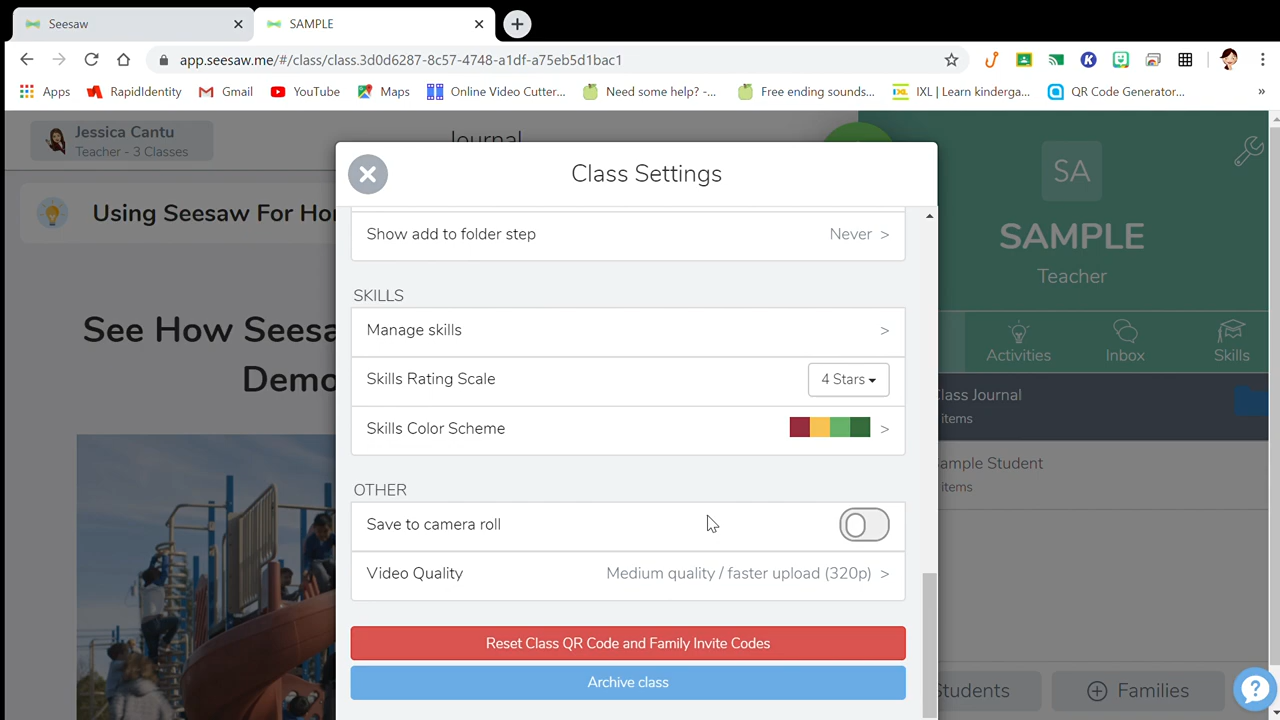 Seesaw
SAMPLE
app.seesaw.me/#/class/class.3d0d6287-8c57-4748-a1df-a75eb5d1bac1
Apps RapidIdentity Gmail YouTube Maps Online Video Cutter... Need some help? -... Free ending sounds... IXL | Learn kinderga... QR Code Generator... »
Jessica Cantu
Teacher - 3 Classes
Journal
Using Seesaw For Hor
See How Seesa
Demo
Class Settings
Show add to folder step Never >
SKILLS
Manage skills >
Skills Rating Scale 4 Stars
Skills Color Scheme >
OTHER
Save to camera roll
Video Quality Medium quality / faster upload (320p) >
Reset Class QR Code and Family Invite Codes
Archive class
SA
SAMPLE
Teacher
Activities Inbox Skills
Class Journal
items
Sample Student
items
Students Families
?